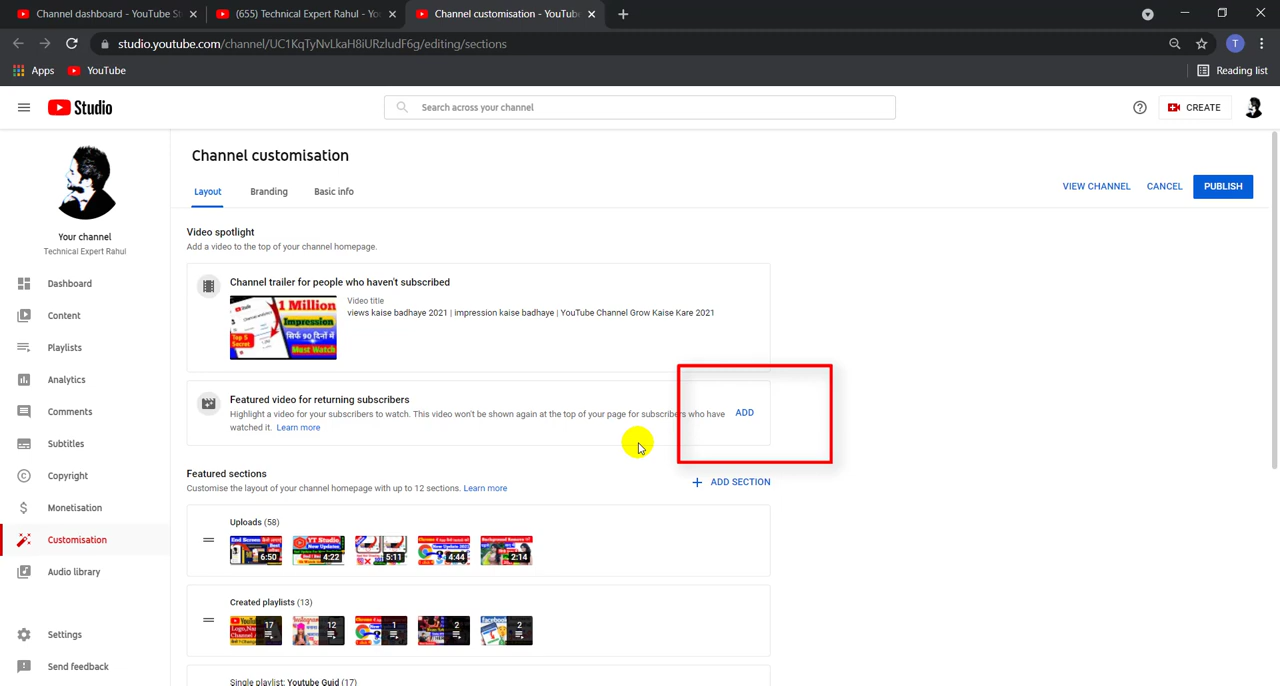 Channel dashboard - YouTube St
(655) Technical Expert Rahul - Yo
Channel customisation - YouTube
studio.youtube.com/channel/UC1KqTyNvLkaH8iURzludF6g/editing/sections
T
Apps
YouTube
Reading list
Studio
Search across your channel
CREATE
Channel customisation
Layout
Branding
Basic info
VIEW CHANNEL
CANCEL
PUBLISH
Your channel
Technical Expert Rahul
Dashboard
Content
Playlists
Analytics
Comments
Subtitles
Copyright
Monetisation
Customisation
Audio library
Settings
Send feedback
Video spotlight
Add a video to the top of your channel homepage.
Channel trailer for people who haven't subscribed
1 Million
Impression
सिर्फ 90 दिनों में
Top 5
Secret
Must Watch
Video title
views kaise badhaye 2021 | impression kaise badhaye | YouTube Channel Grow Kaise Kare 2021
Featured video for returning subscribers
Highlight a video for your subscribers to watch. This video won't be shown again at the top of your page for subscribers who have
watched it. Learn more
ADD
Featured sections
Customise the layout of your channel homepage with up to 12 sections. Learn more
+ ADD SECTION
Uploads (58)
6:50
4:22
5:11
4:44
2:14
Created playlists (13)
17
12
1
2
2
Single playlist: Youtube Guid (17)